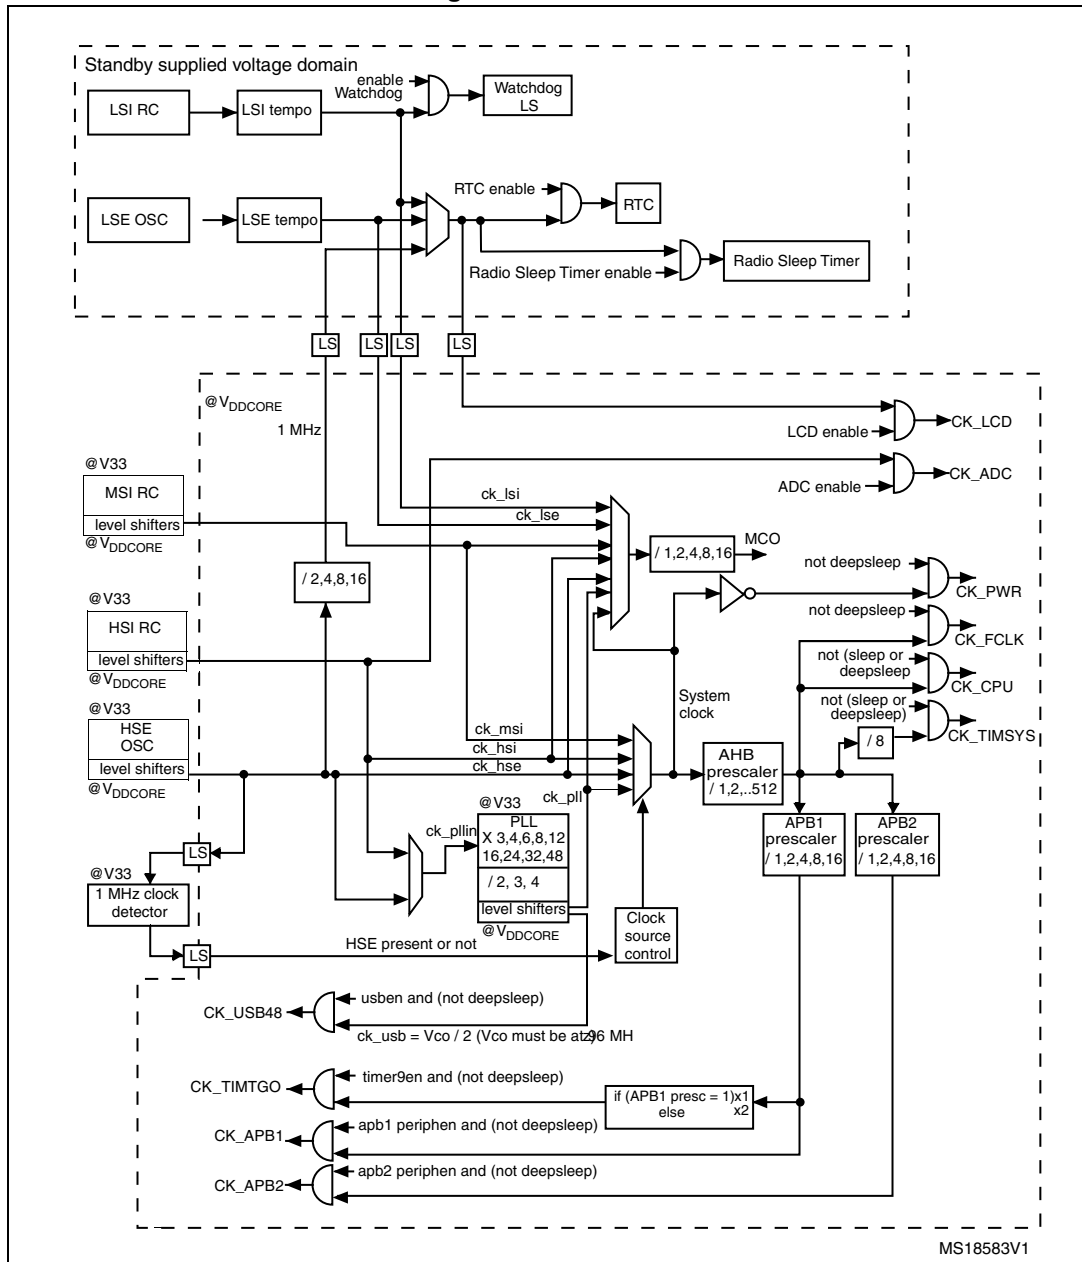 Standby supplied voltage domain
enable
Watchdog
Watchdog
LS
LSI RC
LSI tempo
RTC enable
RTC
LSE OSC
LSE tempo
Radio Sleep Timer enable
Radio Sleep Timer
LS
LS
LS
LS
@VDDCORE
1 MHz
LCD enable
CK_LCD
@V33
MSI RC
level shifters
@VDDCORE
ADC enable
CK_ADC
ck_lsi
ck_lse
/ 1,2,4,8,16
MCO
/ 2,4,8,16
not deepsleep
CK_PWR
@V33
HSI RC
level shifters
@VDDCORE
not deepsleep
CK_FCLK
not (sleep or
deepsleep
CK_CPU
not (sleep or
deepsleep)
CK_TIMSYS
/ 8
System
clock
@V33
HSE
OSC
level shifters
@VDDCORE
ck_msi
ck_hsi
ck_hse
ck_pll
AHB
prescaler
/ 1,2,..512
@V33
PLL
X 3,4,6,8,12
16,24,32,48
/ 2, 3, 4
level shifters
@VDDCORE
ck_pllin
APB1
prescaler
/ 1,2,4,8,16
APB2
prescaler
/ 1,2,4,8,16
LS
@V33
1 MHz clock
detector
LS
HSE present or not
Clock
source
control
CK_USB48
usben and (not deepsleep)
ck_usb = Vco / 2 (Vco must be atz)96 MH
CK_TIMTGO
timer9en and (not deepsleep)
if (APB1 presc = 1)x1
else x2
CK_APB1
apb1 periphen and (not deepsleep)
CK_APB2
apb2 periphen and (not deepsleep)
MS18583V1